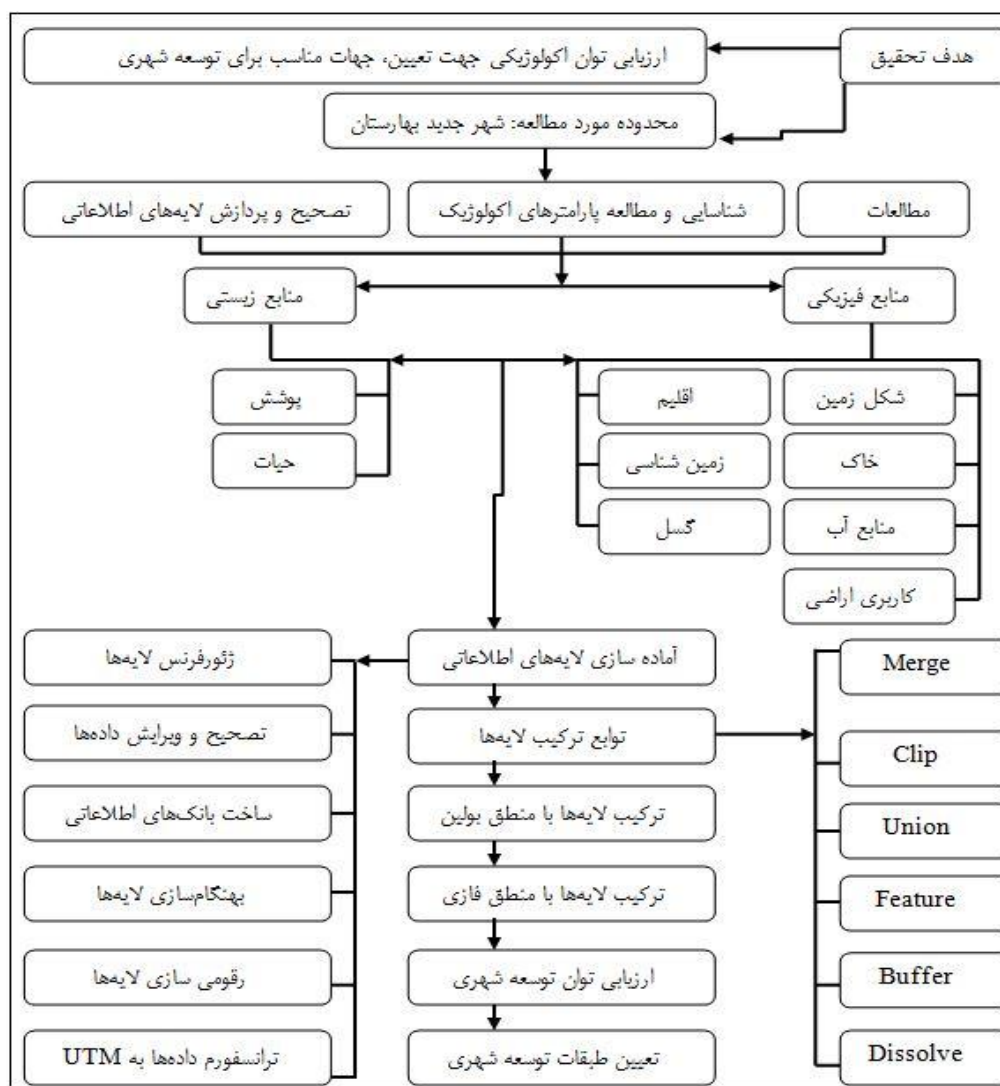 هدف تحقیق
ارزیابی توان اکولوژیکی جهت تعیین، جهات مناسب برای توسعه شهری
محدوده مورد مطالعه: شهر جدید بهارستان
مطالعات
شناسایی و مطالعه پارامترهای اکولوژیک
تصحیح و پردازش لایه‌های اطلاعاتی
منابع فیزیکی
منابع زیستی
شکل زمین
اقلیم
پوشش
خاک
زمین شناسی
حیات
منابع آب
گسل
کاربری اراضی
Merge
آماده سازی لایه‌های اطلاعاتی
ژئورفرنس لایه‌ها
Clip
توابع ترکیب لایه‌ها
تصحیح و ویرایش داده‌ها
Union
ترکیب لایه‌ها با منطق بولین
ساخت بانک‌های اطلاعاتی
Feature
ترکیب لایه‌ها با منطق فازی
بهنگام‌سازی لایه‌ها
Buffer
ارزیابی توان توسعه شهری
رقومی سازی لایه‌ها
Dissolve
تعیین طبقات توسعه شهری
ترانسفورم داده‌ها به UTM